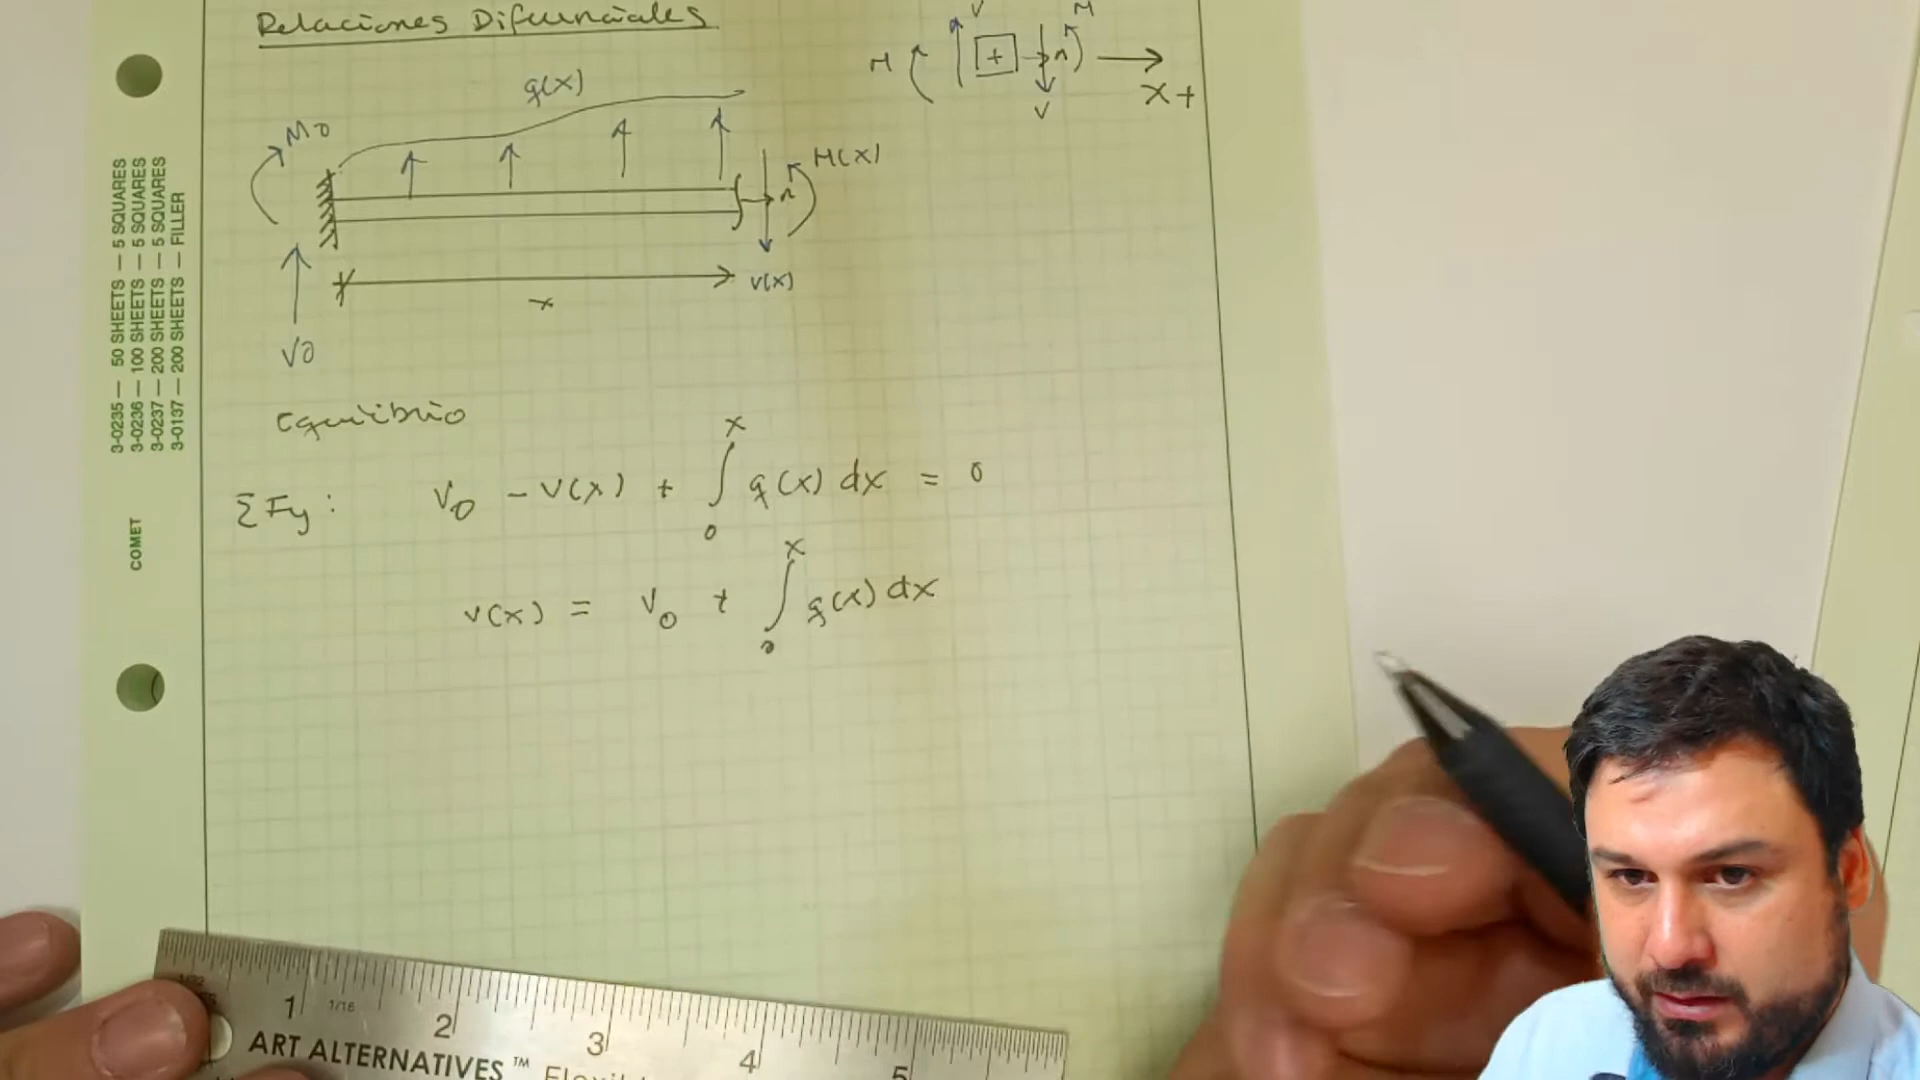 Relaciones Diferenciales
V
M
M
+
n
V
x+
q(x)
M0
M(x)
n
V(x)
x
V0
Equilibrio
ΣFy: V0 - V(x) + ∫0^x q(x) dx = 0
V(x) = V0 + ∫0^x q(x) dx
3-0235 — 50 SHEETS — 5 SQUARES
3-0236 — 100 SHEETS — 5 SQUARES
3-0237 — 200 SHEETS — 5 SQUARES
3-0137 — 200 SHEETS — FILLER
COMET
1 1/16 2 3 4 5
ART ALTERNATIVES™